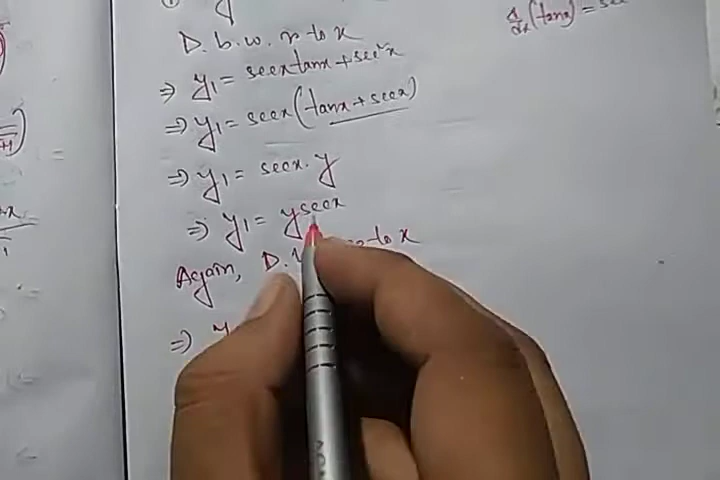 d/dx (tanx) = sec
D. b. w. r. to x
⇒ y1 = secx tanx + sec²x
⇒ y1 = secx (tanx + secx)
⇒ y1 = secx. y
⇒ y1 = y secx
Again, D. to x
⇒ y